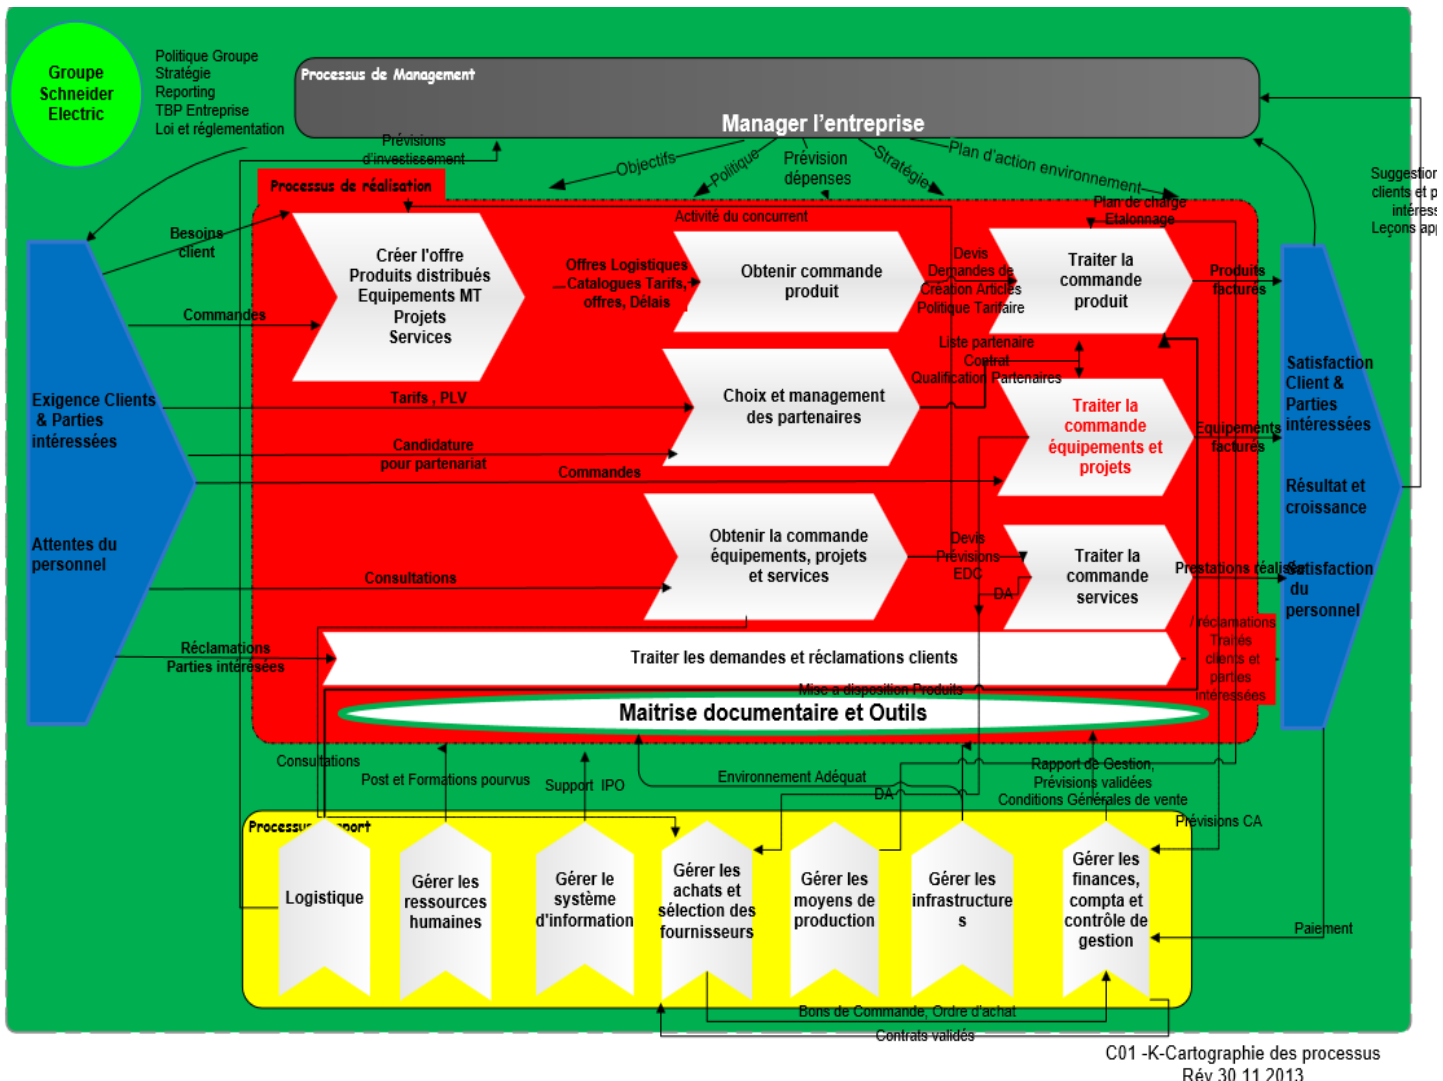 Groupe
Schneider
Electric
Politique Groupe
Stratégie
Reporting
TBP Entreprise
Loi et réglementation
Processus de Management
Manager l'entreprise
Prévisions
d'investissement
Objectifs
Politique
Prévision
dépenses
Stratégie
Plan d'action environnement
Suggestion
clients et p
intéress
Leçons app
Processus de réalisation
Activité du concurrent
Plan de charge
Etalonnage
Besoins
client
Commandes
Créer l'offre
Produits distribués
Equipements MT
Projets
Services
Offres Logistiques
Catalogues Tarifs,
offres, Délais
Obtenir commande
produit
Devis
Demandes de
Création Articles
Politique Tarifaire
Traiter la
commande
produit
Produits
facturés
Liste partenaire
Contrat
Qualification Partenaires
Exigence Clients
& Parties
intéressées
Attentes du
personnel
Tarifs , PLV
Candidature
pour partenariat
Commandes
Choix et management
des partenaires
Traiter la
commande
équipements et
projets
Equipements
facturés
Satisfaction
Client &
Parties
intéressées
Résultat et
croissance
Satisfaction
du
personnel
Consultations
Obtenir la commande
équipements, projets
et services
Devis
Prévisions
EDC
DA
Traiter la
commande
services
Prestations réalisée
Réclamations
Parties intéresées
Traiter les demandes et réclamations clients
/ réclamations
Traités
clients et
parties
intéressées
Mise a disposition Produits
Maitrise documentaire et Outils
Consultations
Post et Formations pourvus
Support IPO
Environnement Adéquat
DA
Rapport de Gestion,
Prévisions validées
Conditions Générales de vente
Prévisions CA
Logistique
Gérer les
ressources
humaines
Gérer le
système
d'information
Gérer les
achats et
sélection des
fournisseurs
Gérer les
moyens de
production
Gérer les
infrastructure
s
Gérer les
finances,
compta et
contrôle de
gestion
Paiement
Bons de Commande, Ordre d'achat
Contrats validés
C01 -K-Cartographie des processus
Rév 30 11 2013